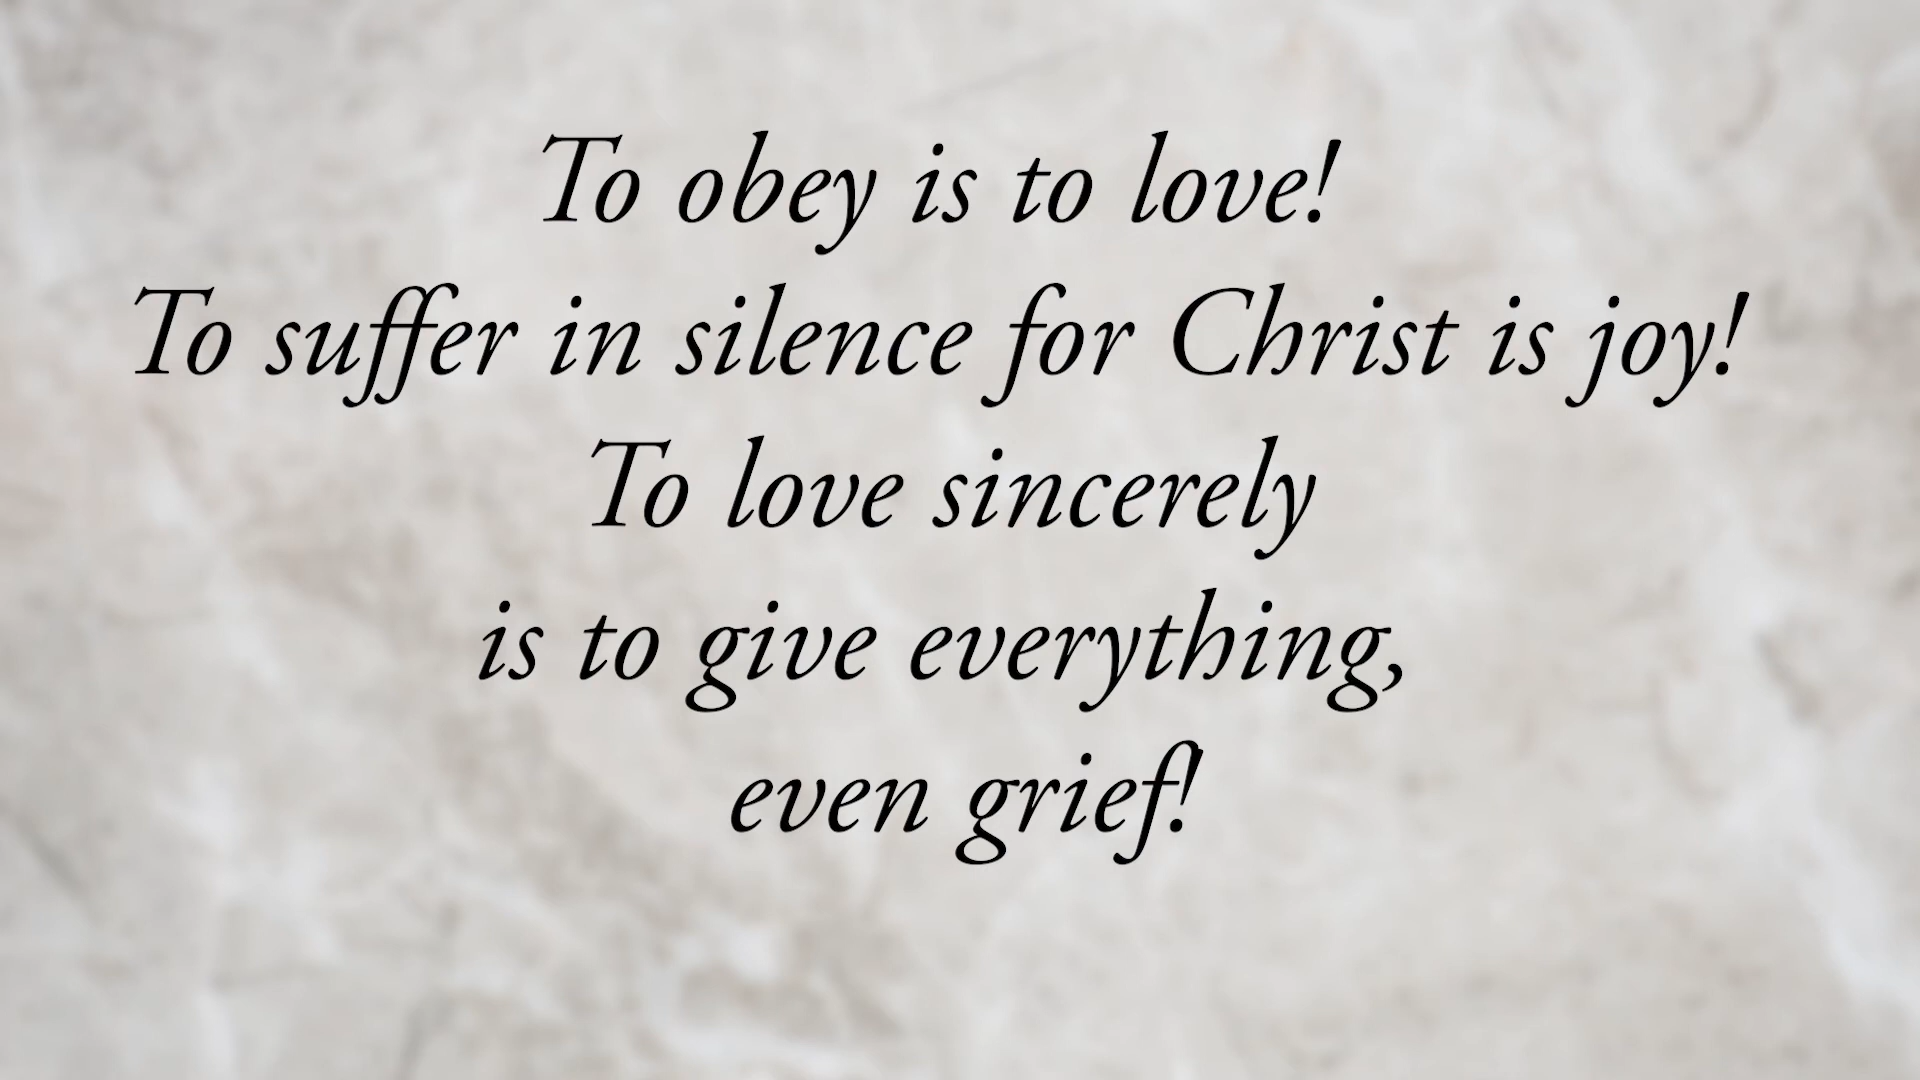 To obey is to love!
To suffer in silence for Christ is joy!
To love sincerely
is to give everything,
even grief!